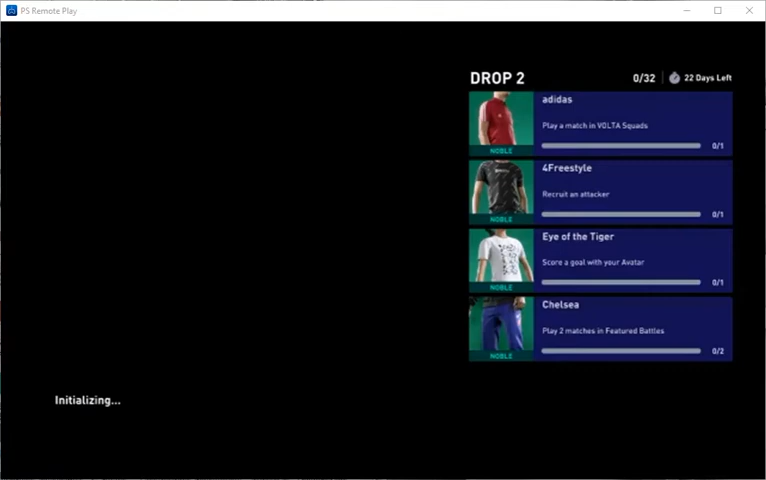 PS Remote Play
DROP 2
0/32
22 Days Left
adidas
Play a match in VOLTA Squads
0/1
NOBLE
4Freestyle
Recruit an attacker
0/1
NOBLE
Eye of the Tiger
Score a goal with your Avatar
0/1
NOBLE
Chelsea
Play 2 matches in Featured Battles
0/2
NOBLE
Initializing...